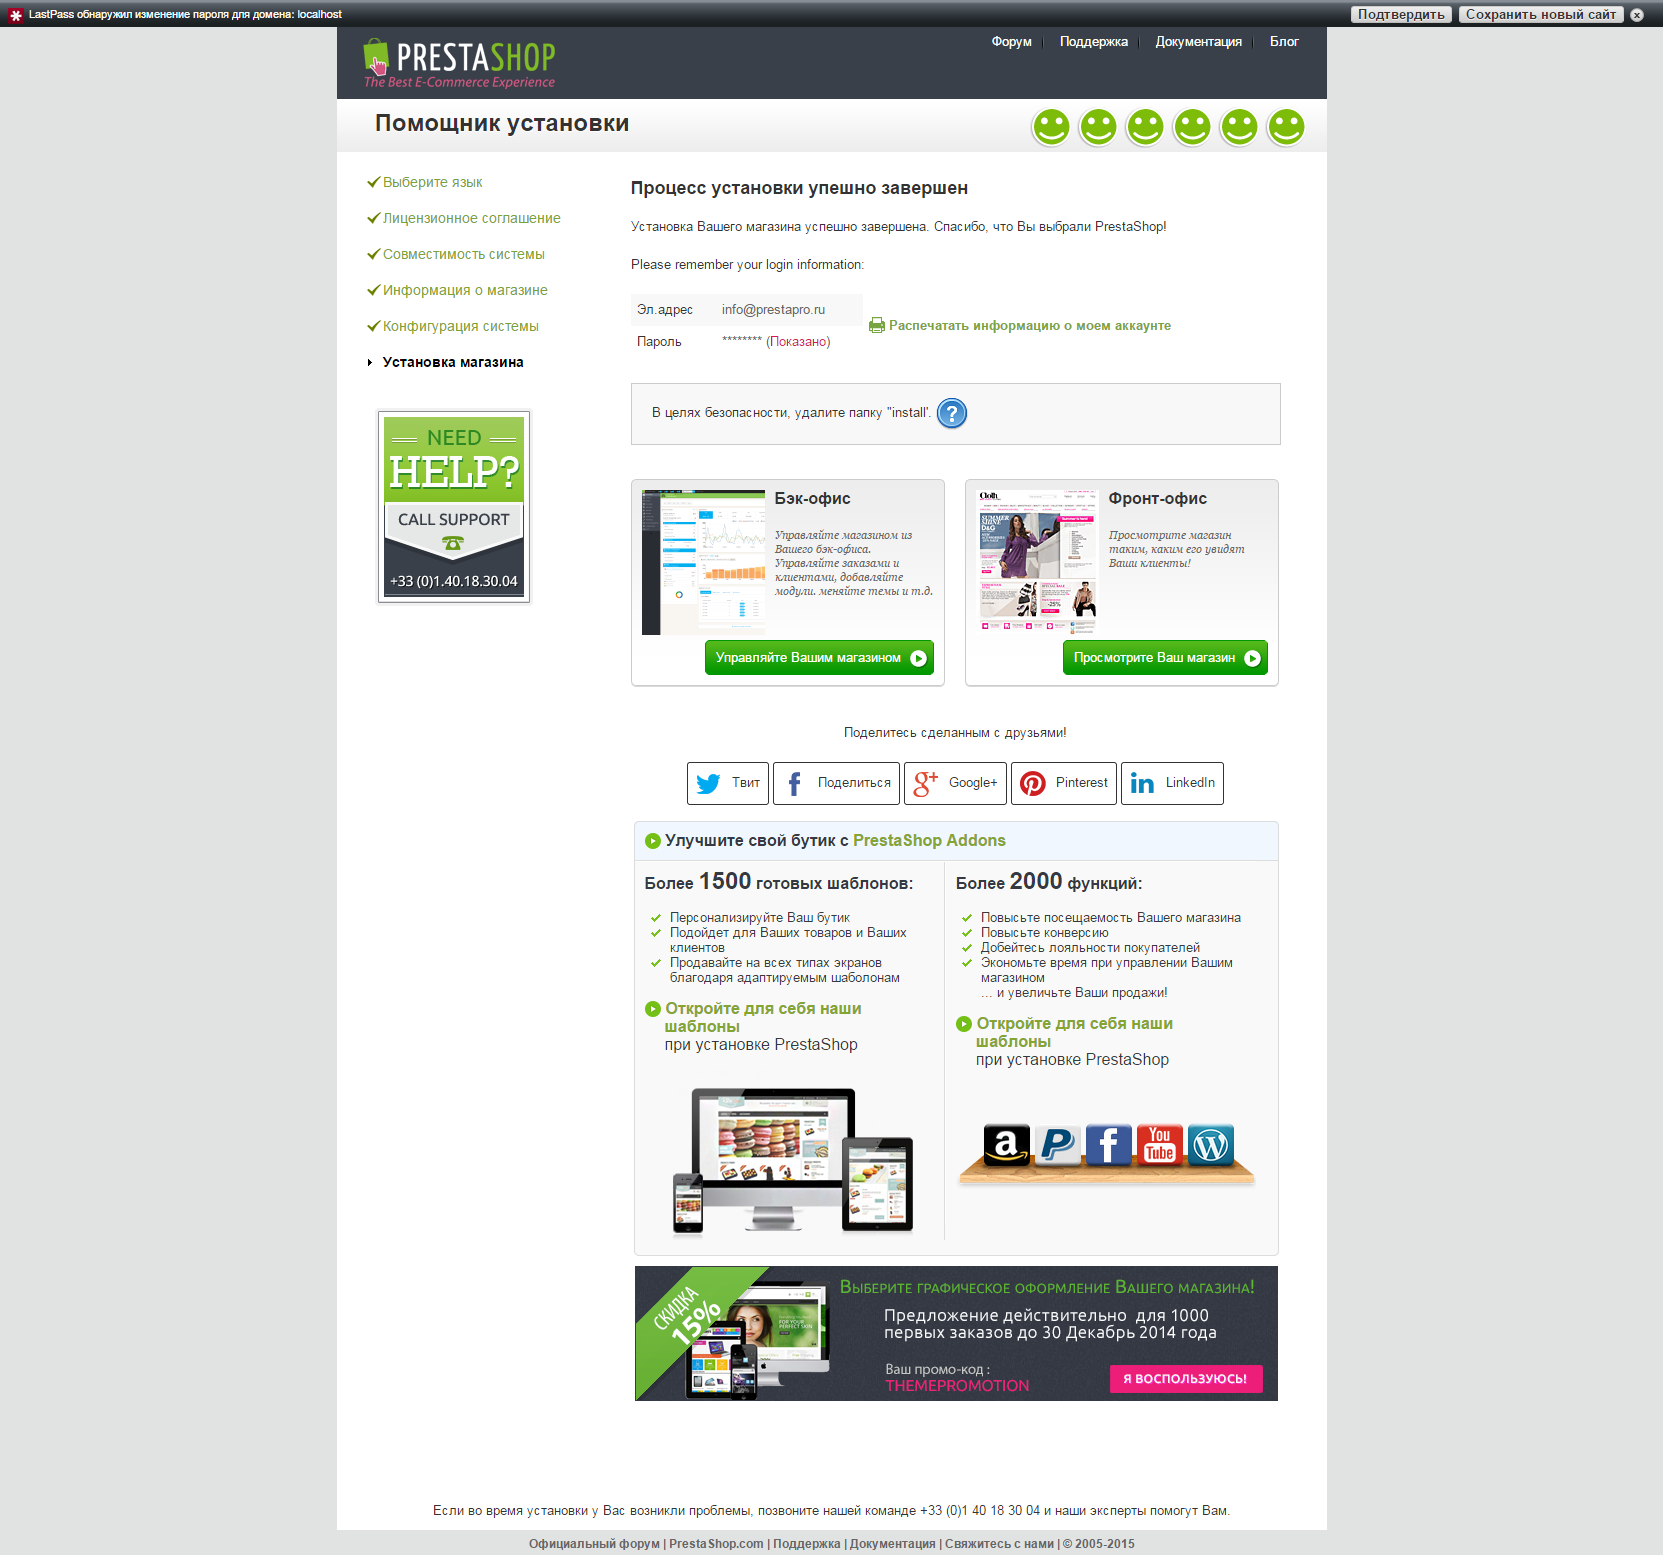 LastPass обнаружил изменение пароля для домена: localhost
Подтвердить
Сохранить новый сайт
PRESTASHOP
The Best E-Commerce Experience
Форум
Поддержка
Документация
Блог
Помощник установки
Выберите язык
Лицензионное соглашение
Совместимость системы
Информация о магазине
Конфигурация системы
Установка магазина
NEED
HELP?
CALL SUPPORT
+33 (0)1.40.18.30.04
Процесс установки упешно завершен
Установка Вашего магазина успешно завершена. Спасибо, что Вы выбрали PrestaShop!
Please remember your login information:
Эл.адрес info@prestapro.ru
Пароль ******** (Показано)
Распечатать информацию о моем аккаунте
В целях безопасности, удалите папку "install'. ?
Бэк-офис
Управляйте магазином из
Вашего бэк-офиса.
Управляйте заказами и
клиентами, добавляйте
модули. меняйте темы и т.д.
Управляйте Вашим магазином
Cloth
SUMMER
SHINE
D&G
Фронт-офис
Просмотрите магазин
таким, каким его увидят
Ваши клиенты!
Просмотрите Ваш магазин
Поделитесь сделанным с друзьями!
Твит
Поделиться
Google+
Pinterest
LinkedIn
Улучшите свой бутик с PrestaShop Addons
Более 1500 готовых шаблонов:
Персонализируйте Ваш бутик
Подойдет для Ваших товаров и Ваших
клиентов
Продавайте на всех типах экранов
благодаря адаптируемым шаболонам
Откройте для себя наши
шаблоны
при установке PrestaShop
Более 2000 функций:
Повысьте посещаемость Вашего магазина
Повысьте конверсию
Добейтесь лояльности покупателей
Экономьте время при управлении Вашим
магазином
... и увеличьте Ваши продажи!
Откройте для себя наши
шаблоны
при установке PrestaShop
You
Tube
СКИДКА
15%
FOR YOUR
PERFECT SKIN
Выберите графическое оформление Вашего магазина!
Предложение действительно для 1000
первых заказов до 30 Декабрь 2014 года
Ваш промо-код :
THEMEPROMOTION
Я ВОСПОЛЬЗУЮСЬ!
Если во время установки у Вас возникли проблемы, позвоните нашей команде +33 (0)1 40 18 30 04 и наши эксперты помогут Вам.
Официальный форум | PrestaShop.com | Поддержка | Документация | Свяжитесь с нами | © 2005-2015